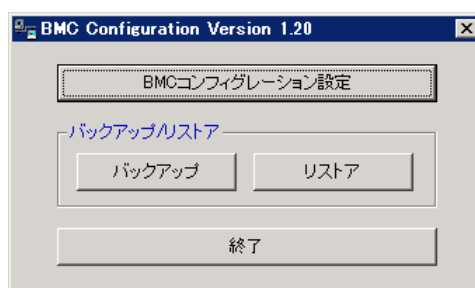 BMC Configuration Version 1.20
BMCコンフィグレーション設定
バックアップ/リストア
バックアップ リストア
終了